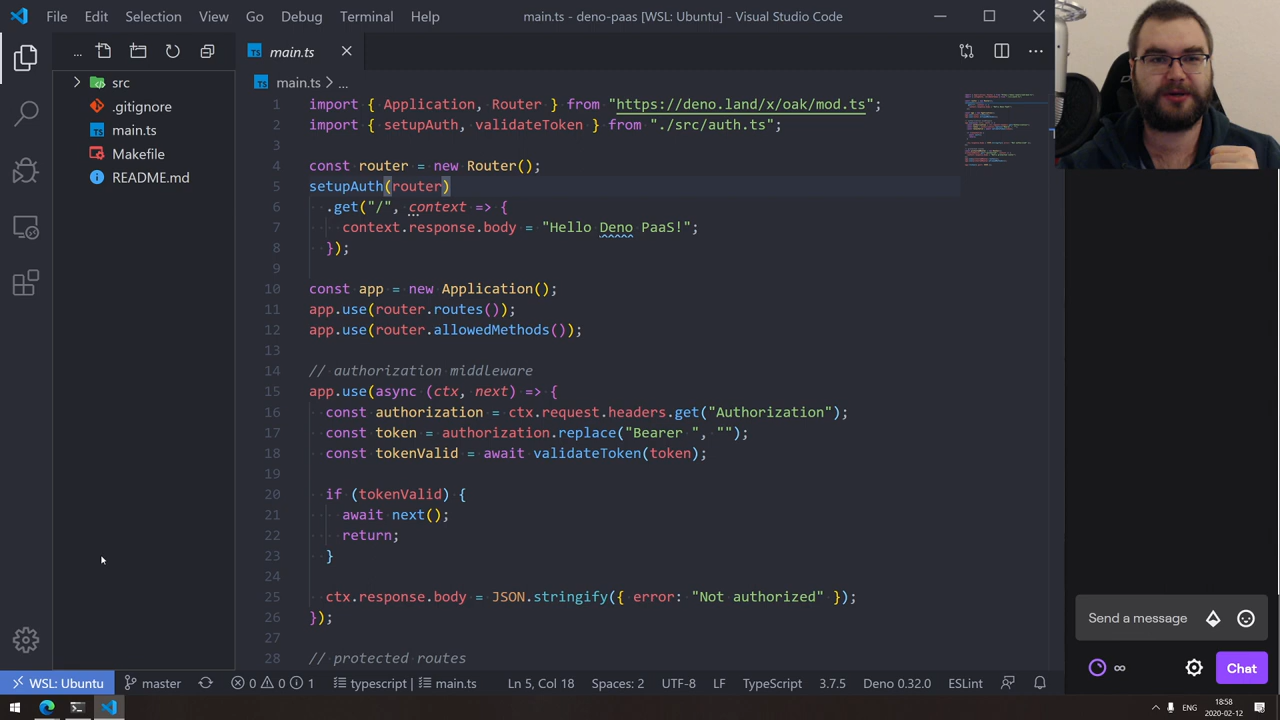 File Edit Selection View Go Debug Terminal Help
main.ts - deno-paas [WSL: Ubuntu] - Visual Studio Code
...
src
.gitignore
main.ts
Makefile
README.md
main.ts
main.ts > ...
1 import { Application, Router } from "https://deno.land/x/oak/mod.ts";
2 import { setupAuth, validateToken } from "./src/auth.ts";
3
4 const router = new Router();
5 setupAuth(router)
6 .get("/", context => {
7 context.response.body = "Hello Deno PaaS!";
8 });
9
10 const app = new Application();
11 app.use(router.routes());
12 app.use(router.allowedMethods());
13
14 // authorization middleware
15 app.use(async (ctx, next) => {
16 const authorization = ctx.request.headers.get("Authorization");
17 const token = authorization.replace("Bearer ", "");
18 const tokenValid = await validateToken(token);
19
20 if (tokenValid) {
21 await next();
22 return;
23 }
24
25 ctx.response.body = JSON.stringify({ error: "Not authorized" });
26 });
27
28 // protected routes
Send a message
∞
Chat
WSL: Ubuntu master 0 0 1 typescript | main.ts Ln 5, Col 18 Spaces: 2 UTF-8 LF TypeScript 3.7.5 Deno 0.32.0 ESLint
ENG
18:58
2020-02-12